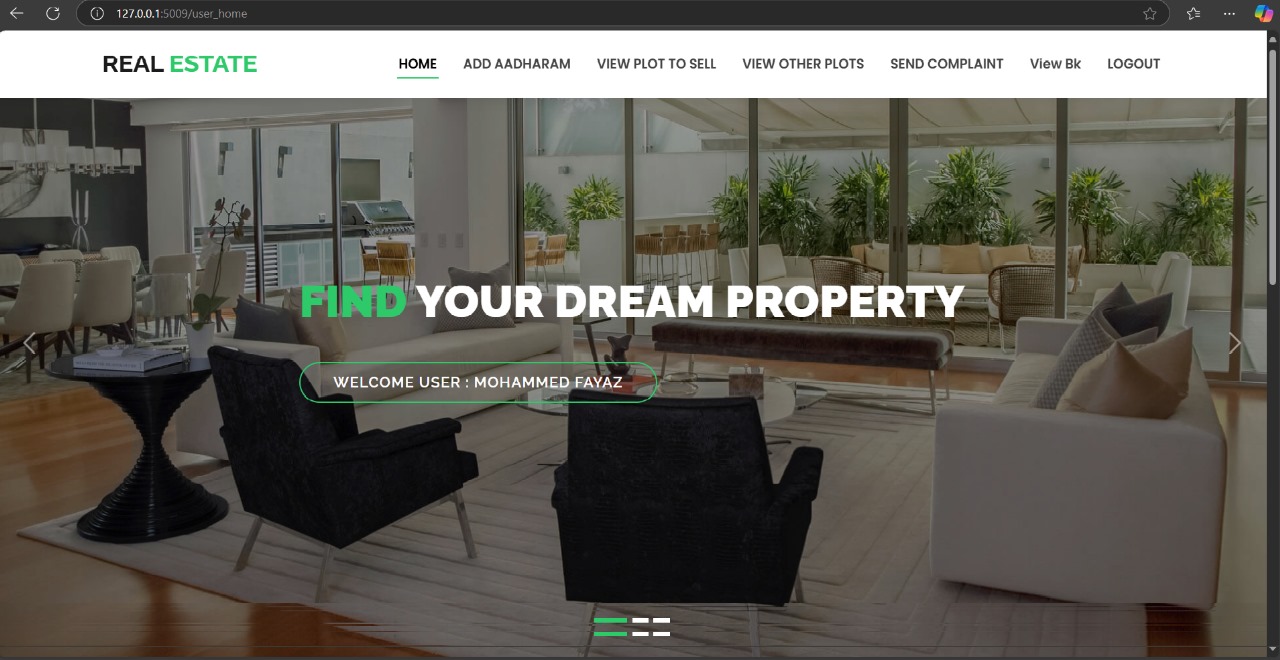 127.0.0.1:5009/user_home
REAL ESTATE
HOME ADD AADHARAM VIEW PLOT TO SELL VIEW OTHER PLOTS SEND COMPLAINT View Bk LOGOUT
FIND YOUR DREAM PROPERTY
WELCOME USER : MOHAMMED FAYAZ